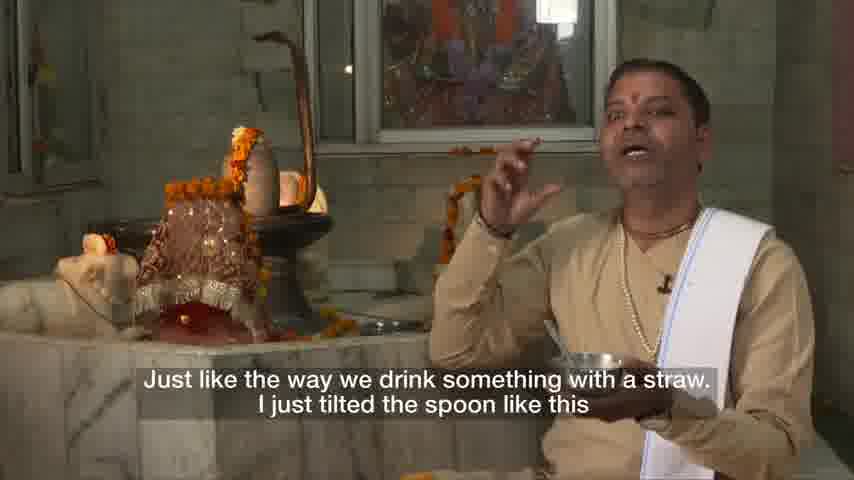 Just like the way we drink something with a straw.
I just tilted the spoon like this